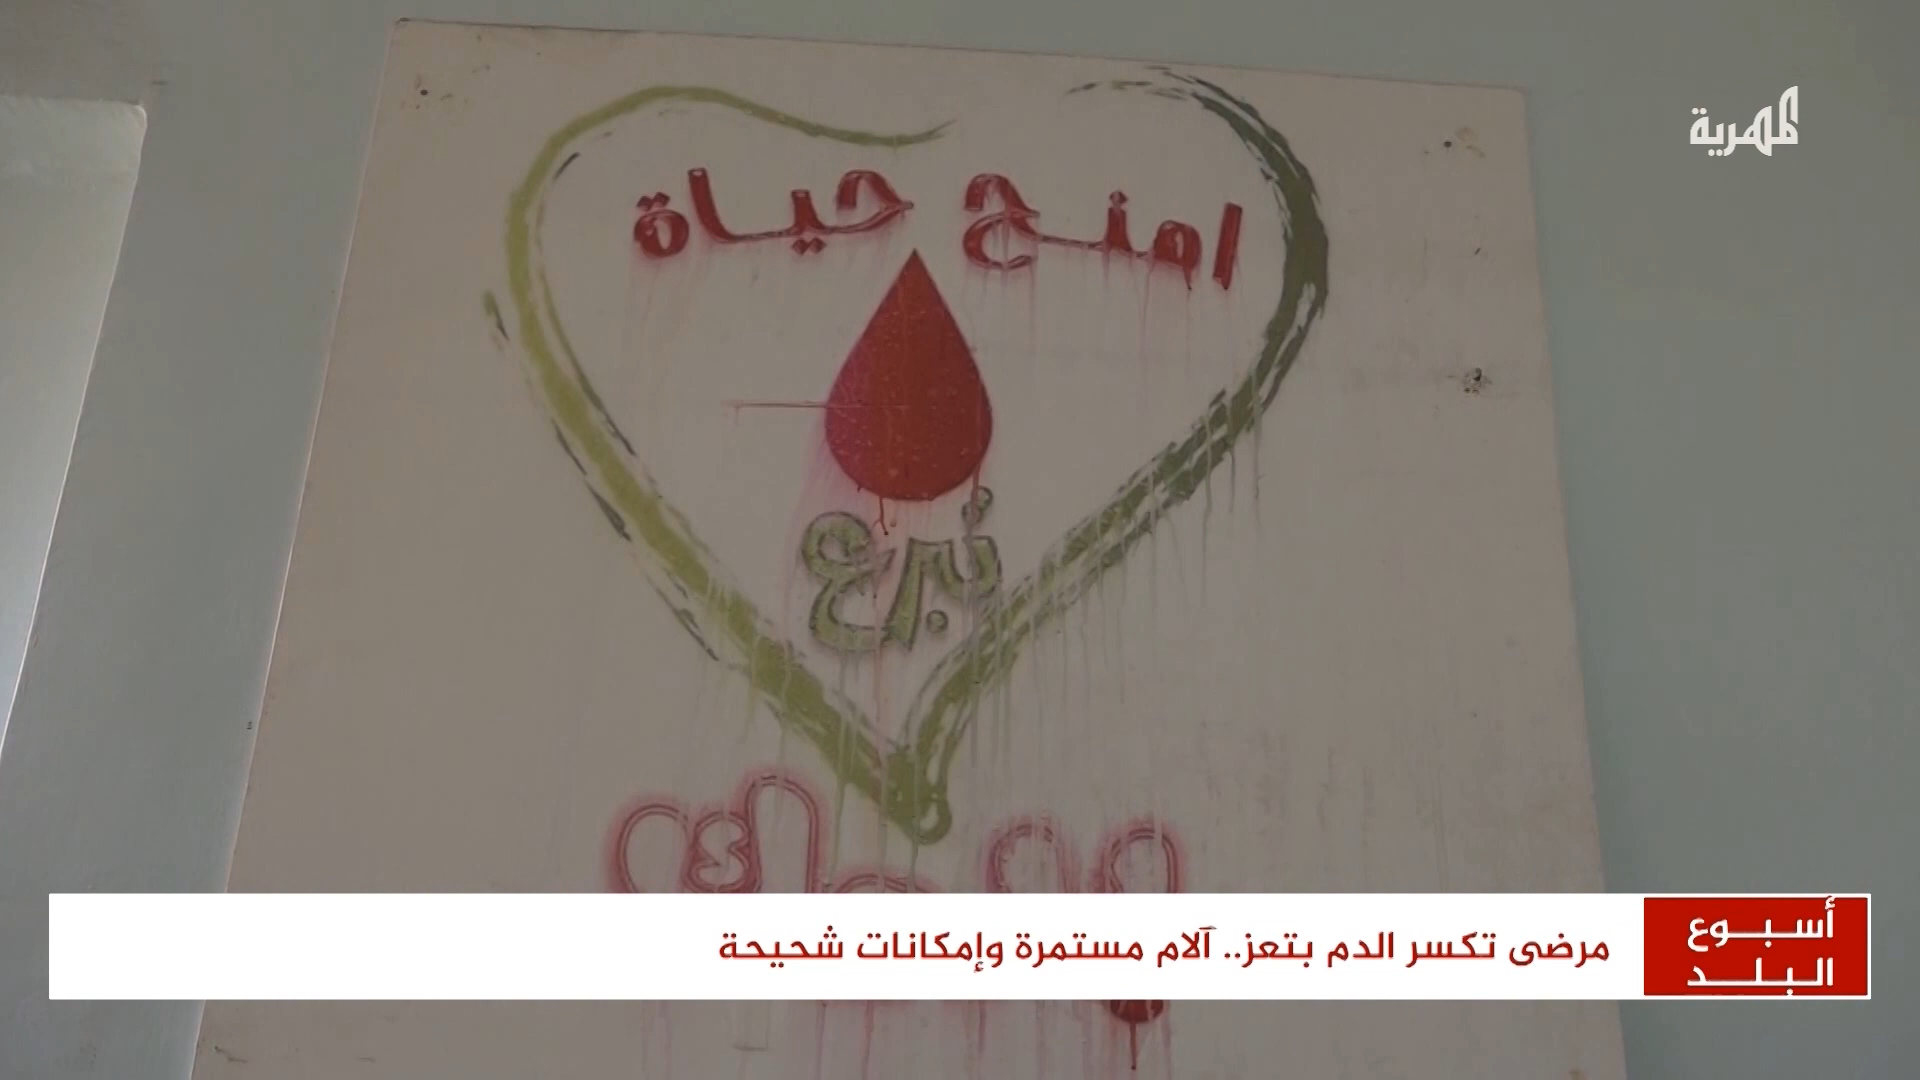 المهرية
امنح حياة
تبرع
أسبوع
البلد
مرضى تكسر الدم بتعز.. آلام مستمرة وإمكانات شحيحة